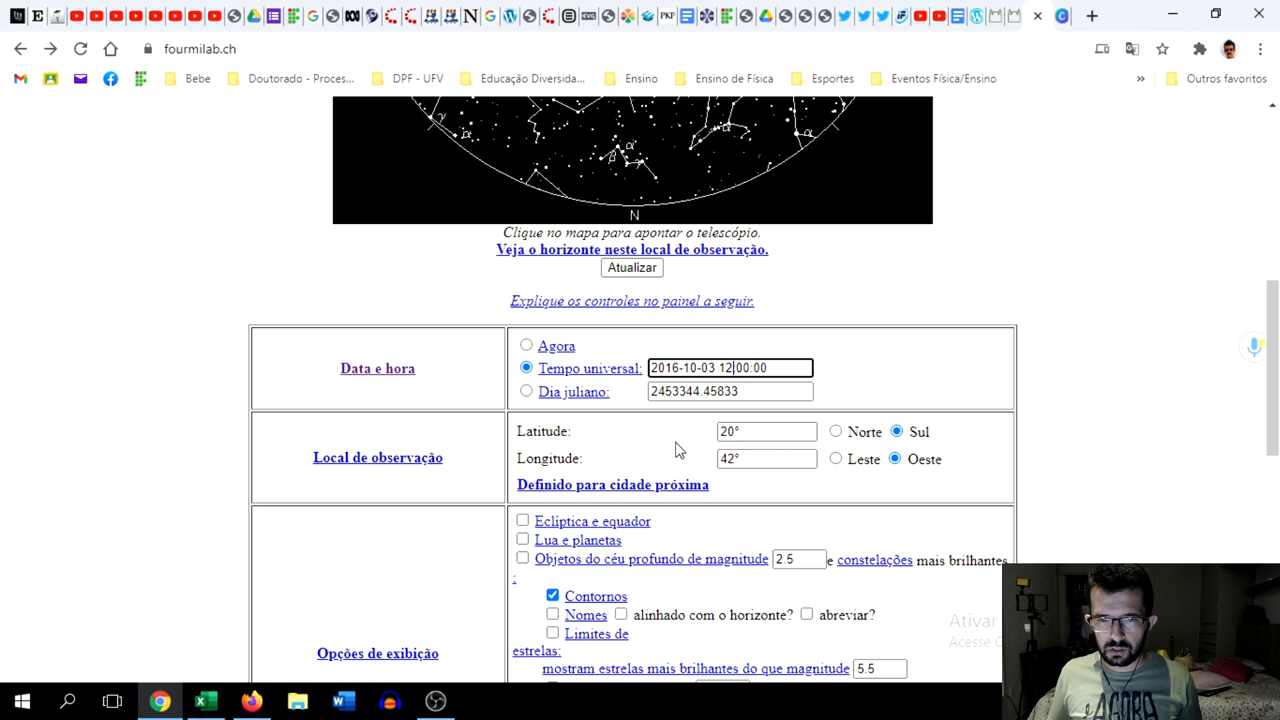 fourmilab.ch
Bebe
Doutorado - Proces...
DPF - UFV
Educação Diversida...
Ensino
Ensino de Física
Esportes
Eventos Física/Ensino
»
Outros favoritos
γ
α
β
α
γ
α
α
N
Clique no mapa para apontar o telescópio.
Veja o horizonte neste local de observação.
Atualizar
Explique os controles no painel a seguir.
Data e hora
Agora
Tempo universal: 2016-10-03 12:00:00
Dia juliano: 2453344.45833
Local de observação
Latitude: 20° Norte Sul
Longitude: 42° Leste Oeste
Definido para cidade próxima
Opções de exibição
Eclíptica e equador
Lua e planetas
Objetos do céu profundo de magnitude 2.5 e constelações mais brilhantes
:
Contornos
Nomes alinhado com o horizonte? abreviar?
Limites de
estrelas:
mostram estrelas mais brilhantes do que magnitude 5.5
Ativar
Acesse
AGORA